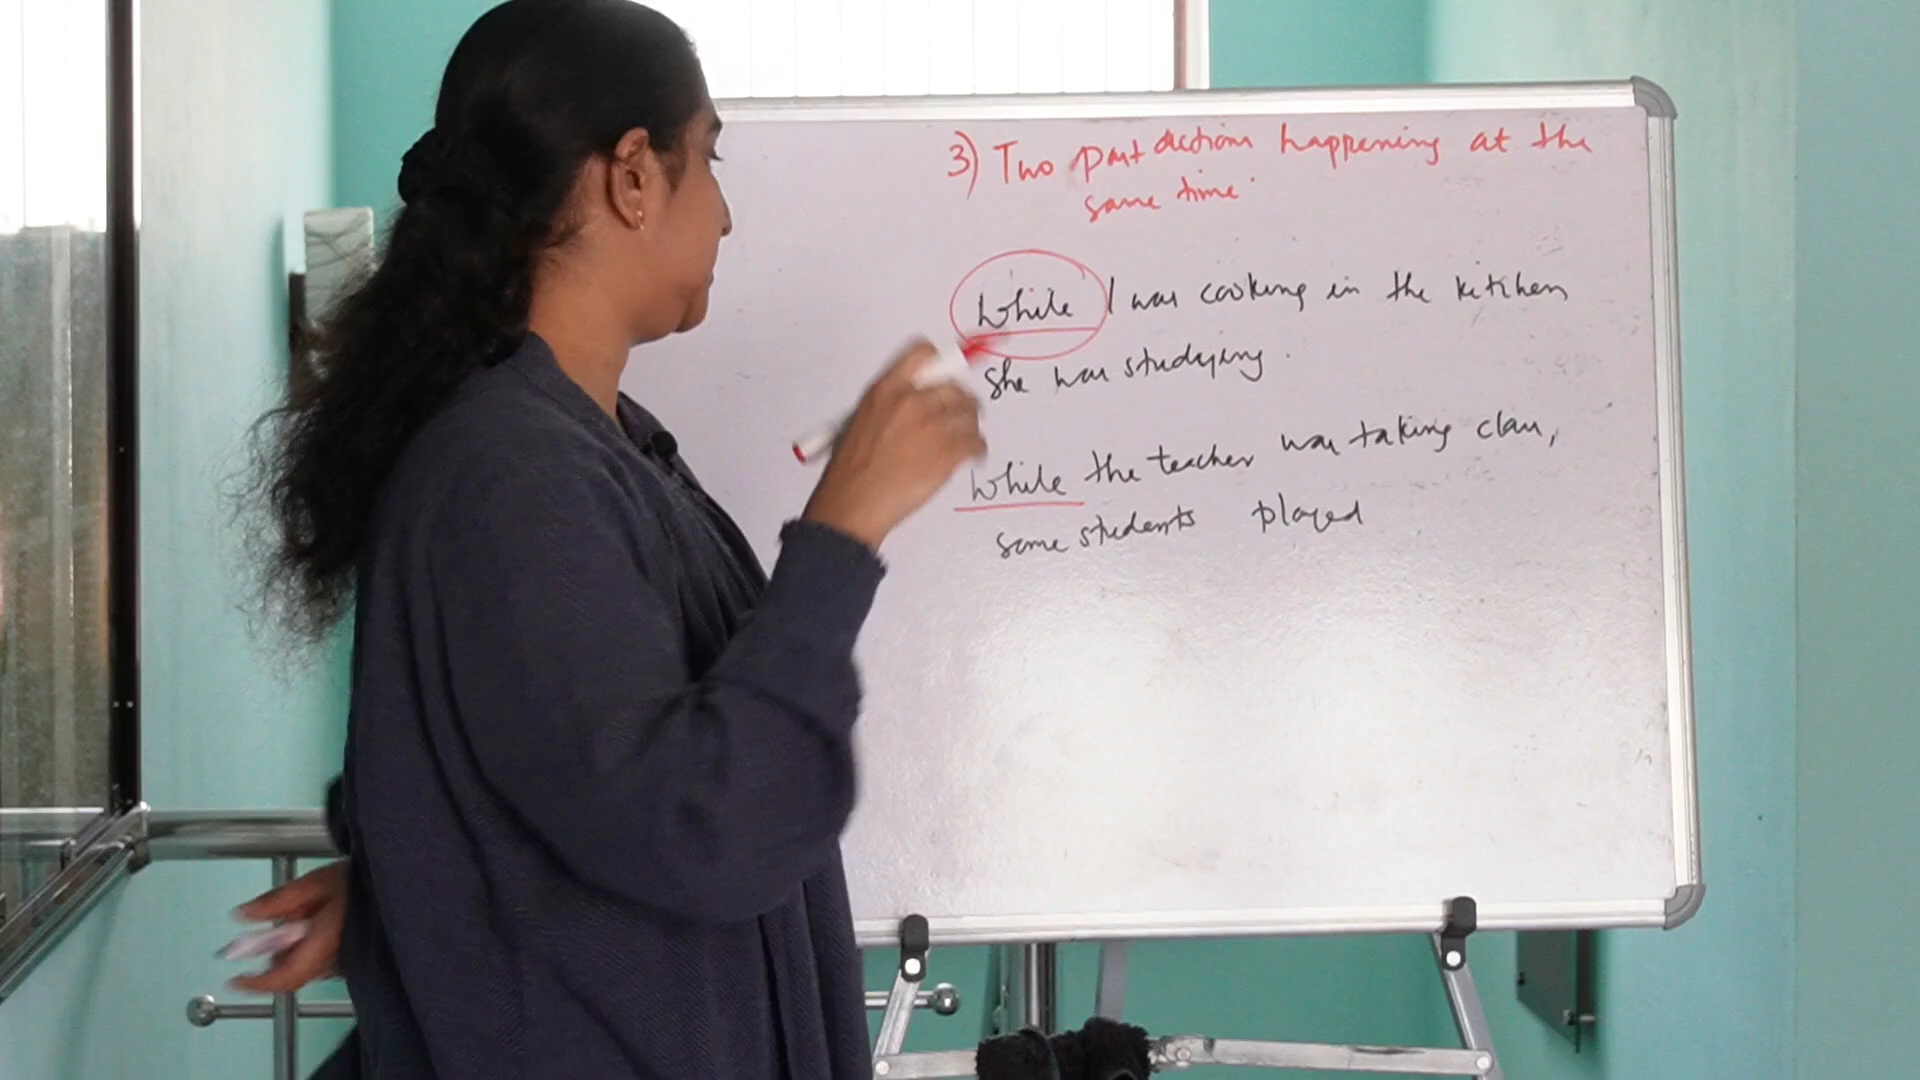 3) Two past actions happening at the
same time.
While I was cooking in the kitchen
she was studying.
While the teacher was taking class,
some students played